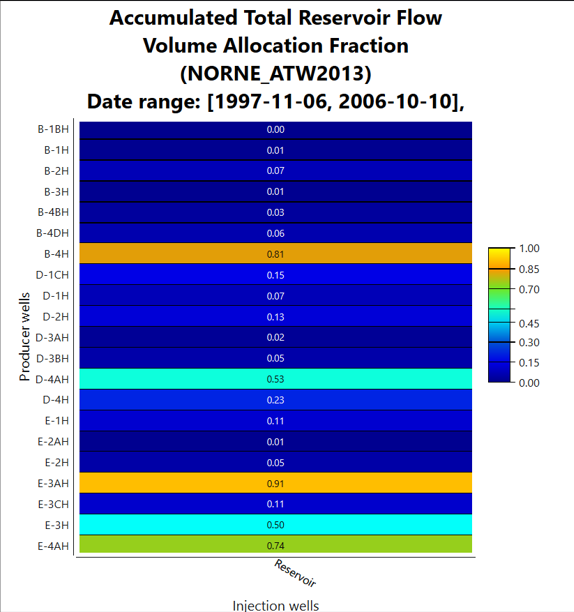 Accumulated Total Reservoir Flow
Volume Allocation Fraction
(NORNE_ATW2013)
Date range: [1997-11-06, 2006-10-10],
Producer wells
B-1BH 0.00
B-1H 0.01
B-2H 0.07
B-3H 0.01
B-4BH 0.03
B-4DH 0.06
B-4H 0.81
D-1CH 0.15
D-1H 0.07
D-2H 0.13
D-3AH 0.02
D-3BH 0.05
D-4AH 0.53
D-4H 0.23
E-1H 0.11
E-2AH 0.01
E-2H 0.05
E-3AH 0.91
E-3CH 0.11
E-3H 0.50
E-4AH 0.74
Reservoir
Injection wells
1.00
0.85
0.70
0.45
0.30
0.15
0.00